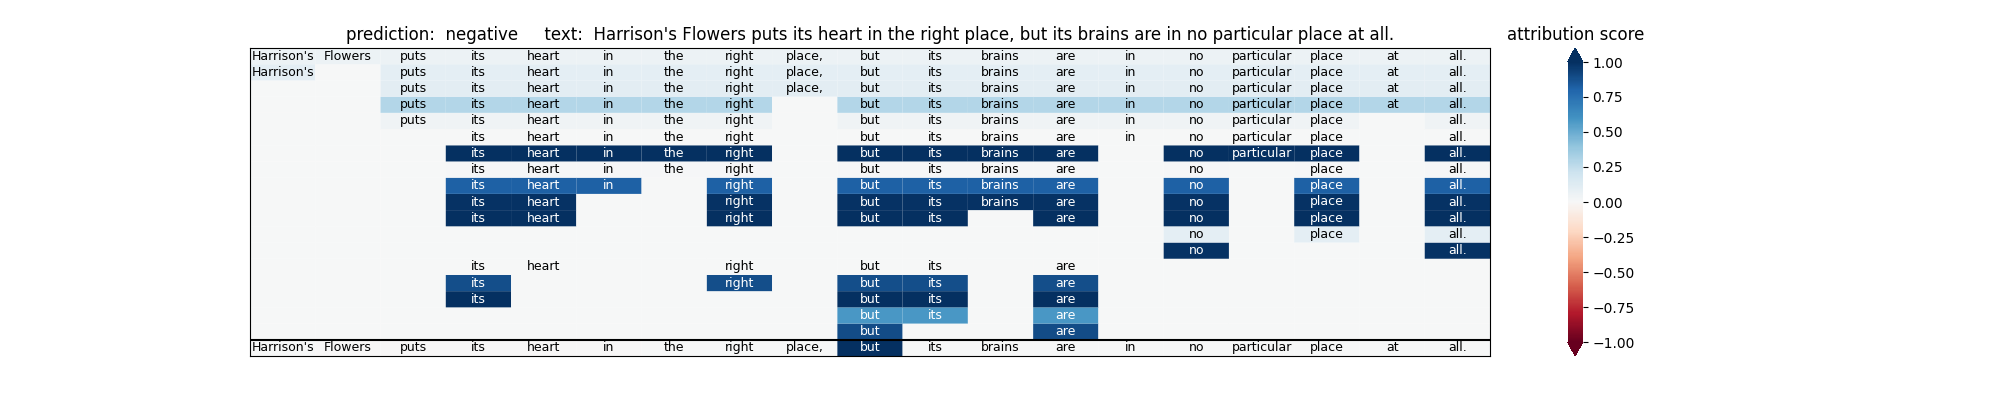 prediction:  negative     text:  Harrison's Flowers puts its heart in the right place, but its brains are in no particular place at all.
attribution score
Harrison's Flowers puts its heart in the right place, but its brains are in no particular place at all.
Harrison's puts its heart in the right place, but its brains are in no particular place at all.
puts its heart in the right place, but its brains are in no particular place at all.
puts its heart in the right but its brains are in no particular place at all.
puts its heart in the right but its brains are in no particular place all.
its heart in the right but its brains are in no particular place all.
its heart in the right but its brains are no particular place all.
its heart in the right but its brains are no place all.
its heart in right but its brains are no place all.
its heart right but its brains are no place all.
its heart right but its are no place all.
no place all.
no all.
its heart right but its are
its right but its are
its but its are
but its are
but are
Harrison's Flowers puts its heart in the right place, but its brains are in no particular place at all.
1.00
0.75
0.50
0.25
0.00
−0.25
−0.50
−0.75
−1.00